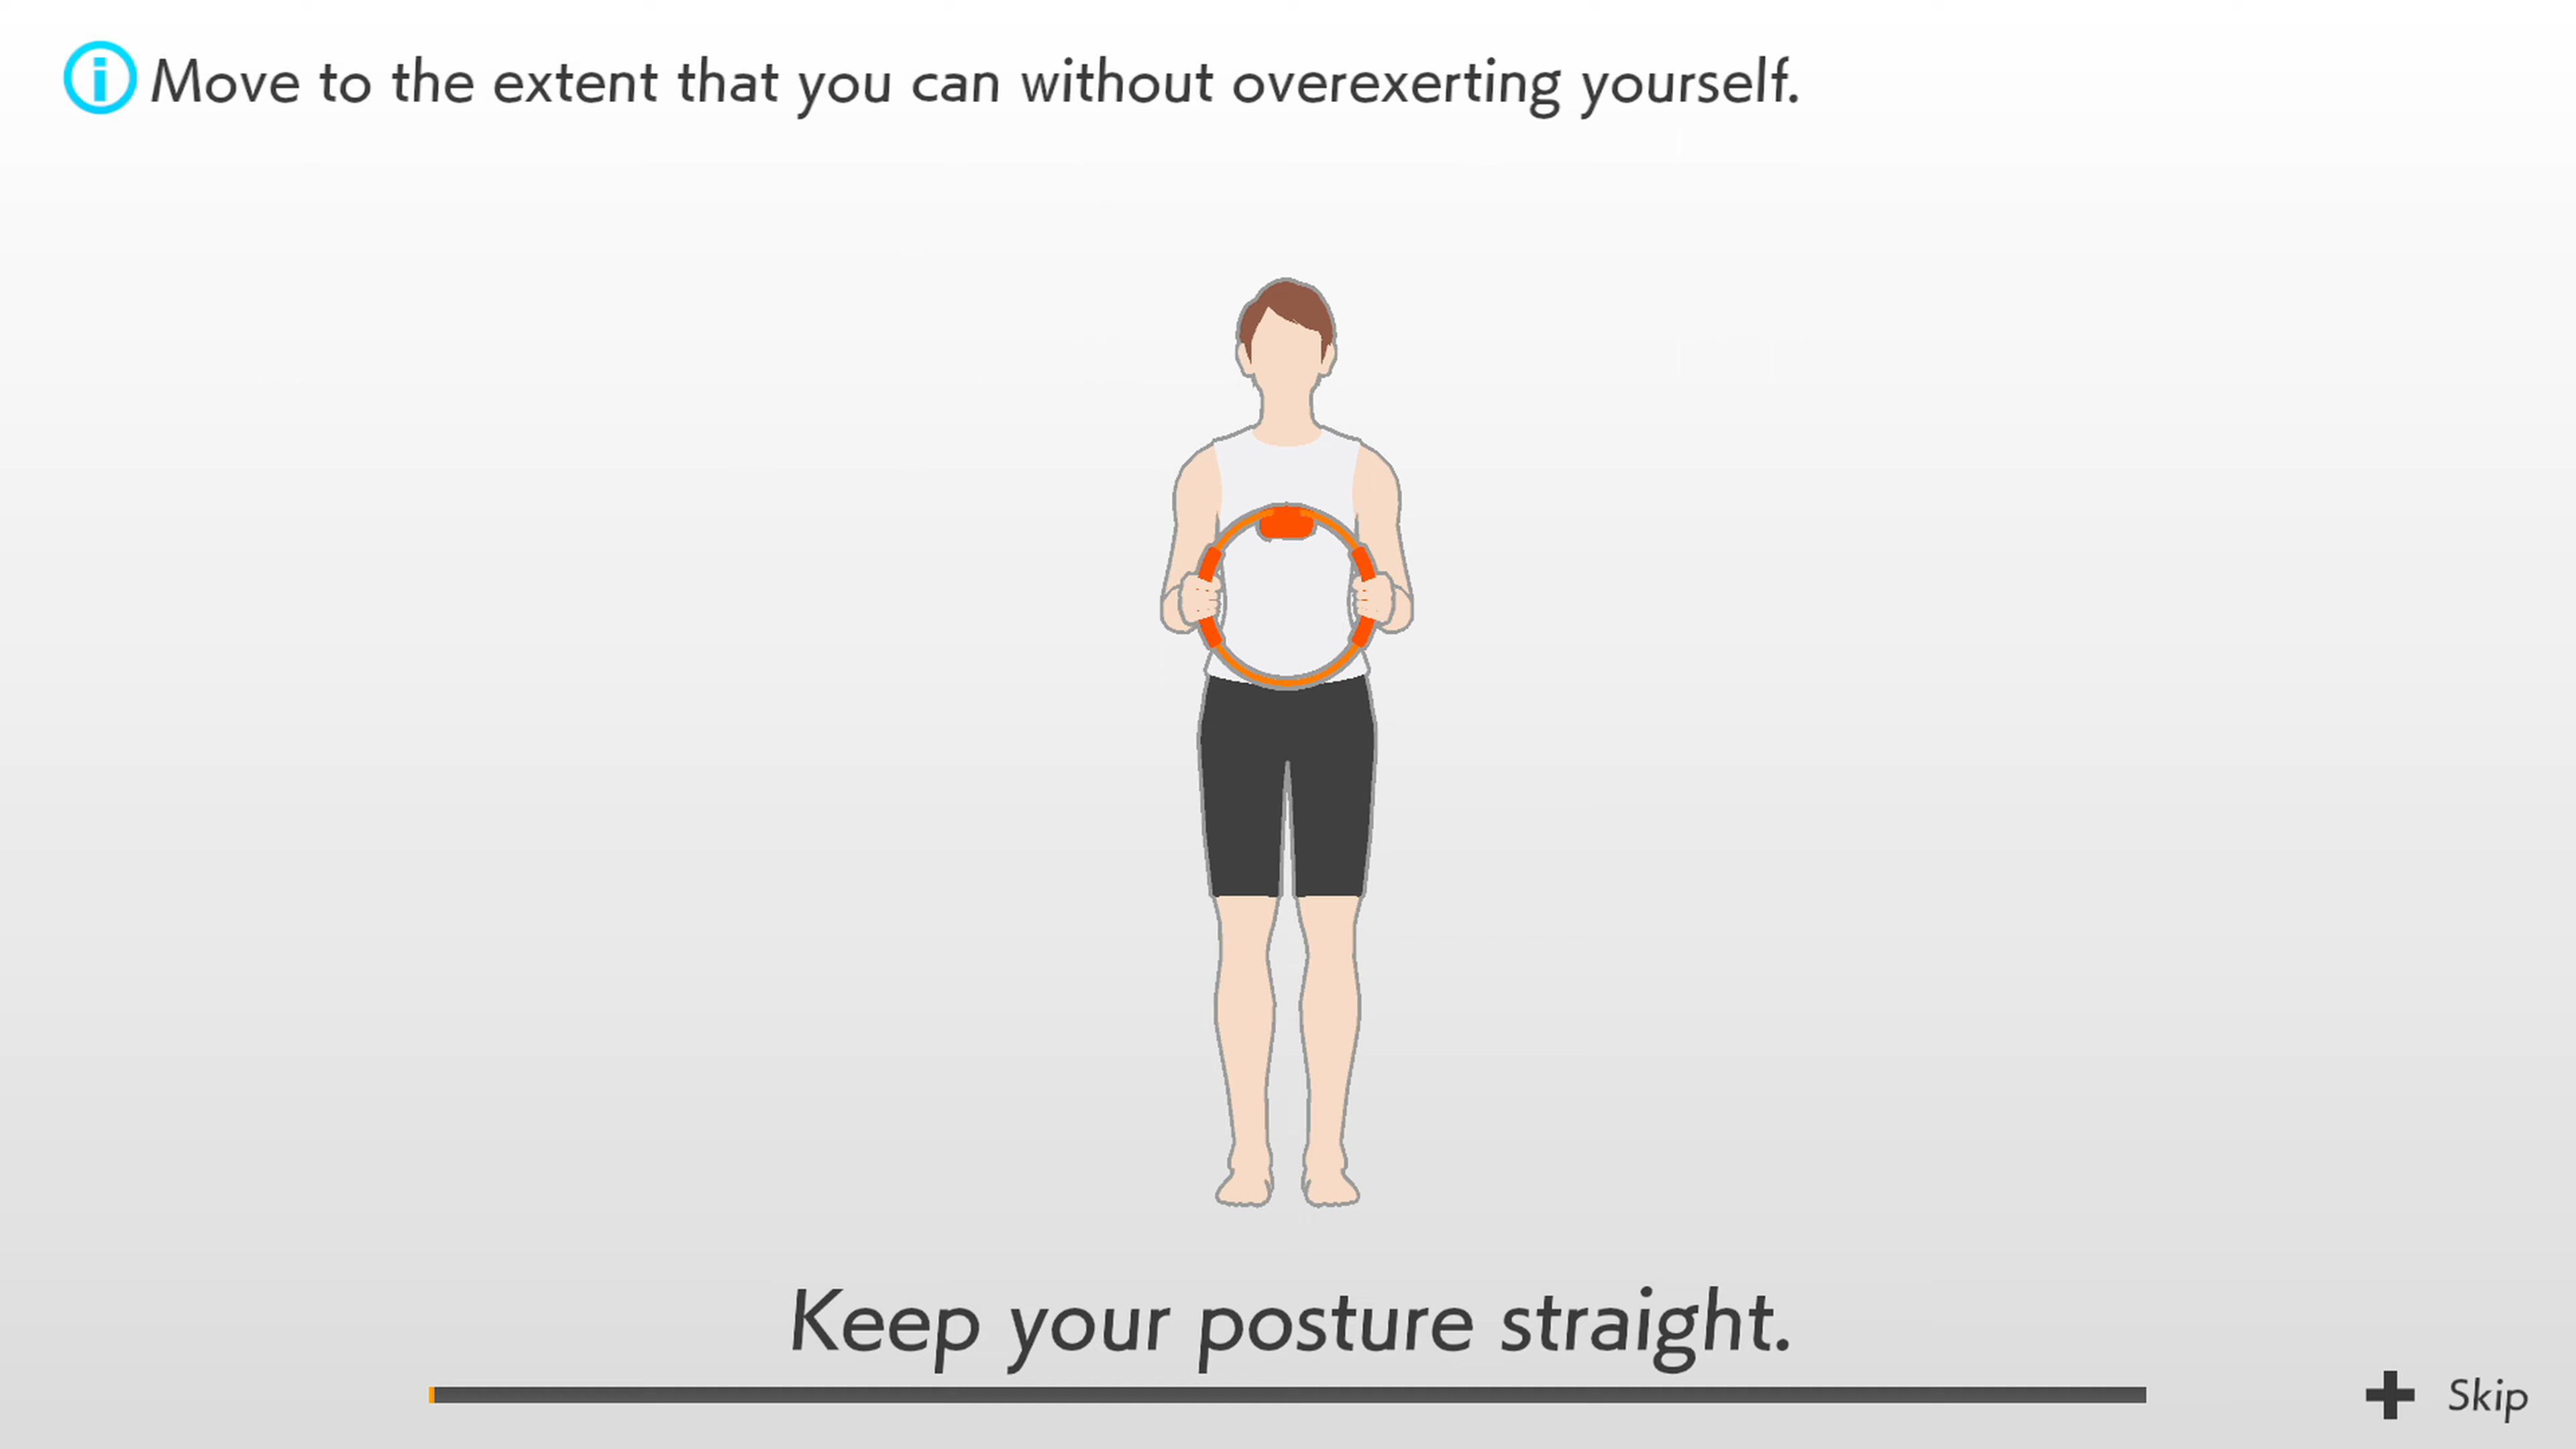 Move to the extent that you can without overexerting yourself.
Keep your posture straight.
Skip